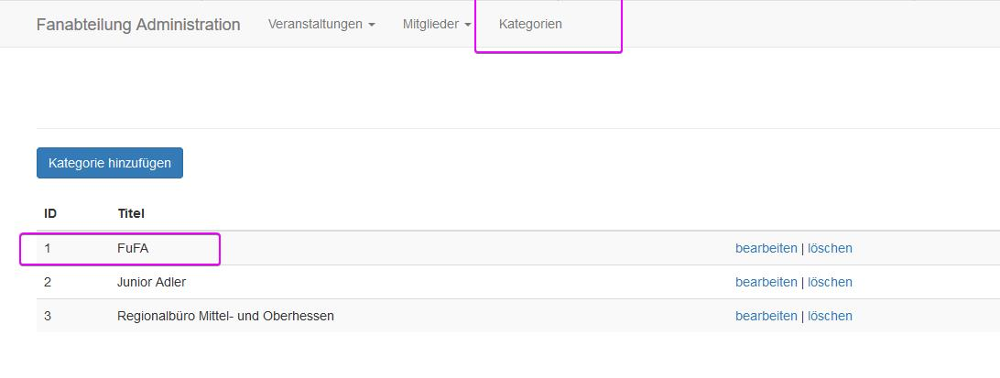 Fanabteilung Administration Veranstaltungen Mitglieder Kategorien
Kategorie hinzufügen
ID Titel
1 FuFA bearbeiten | löschen
2 Junior Adler bearbeiten | löschen
3 Regionalbüro Mittel- und Oberhessen bearbeiten | löschen